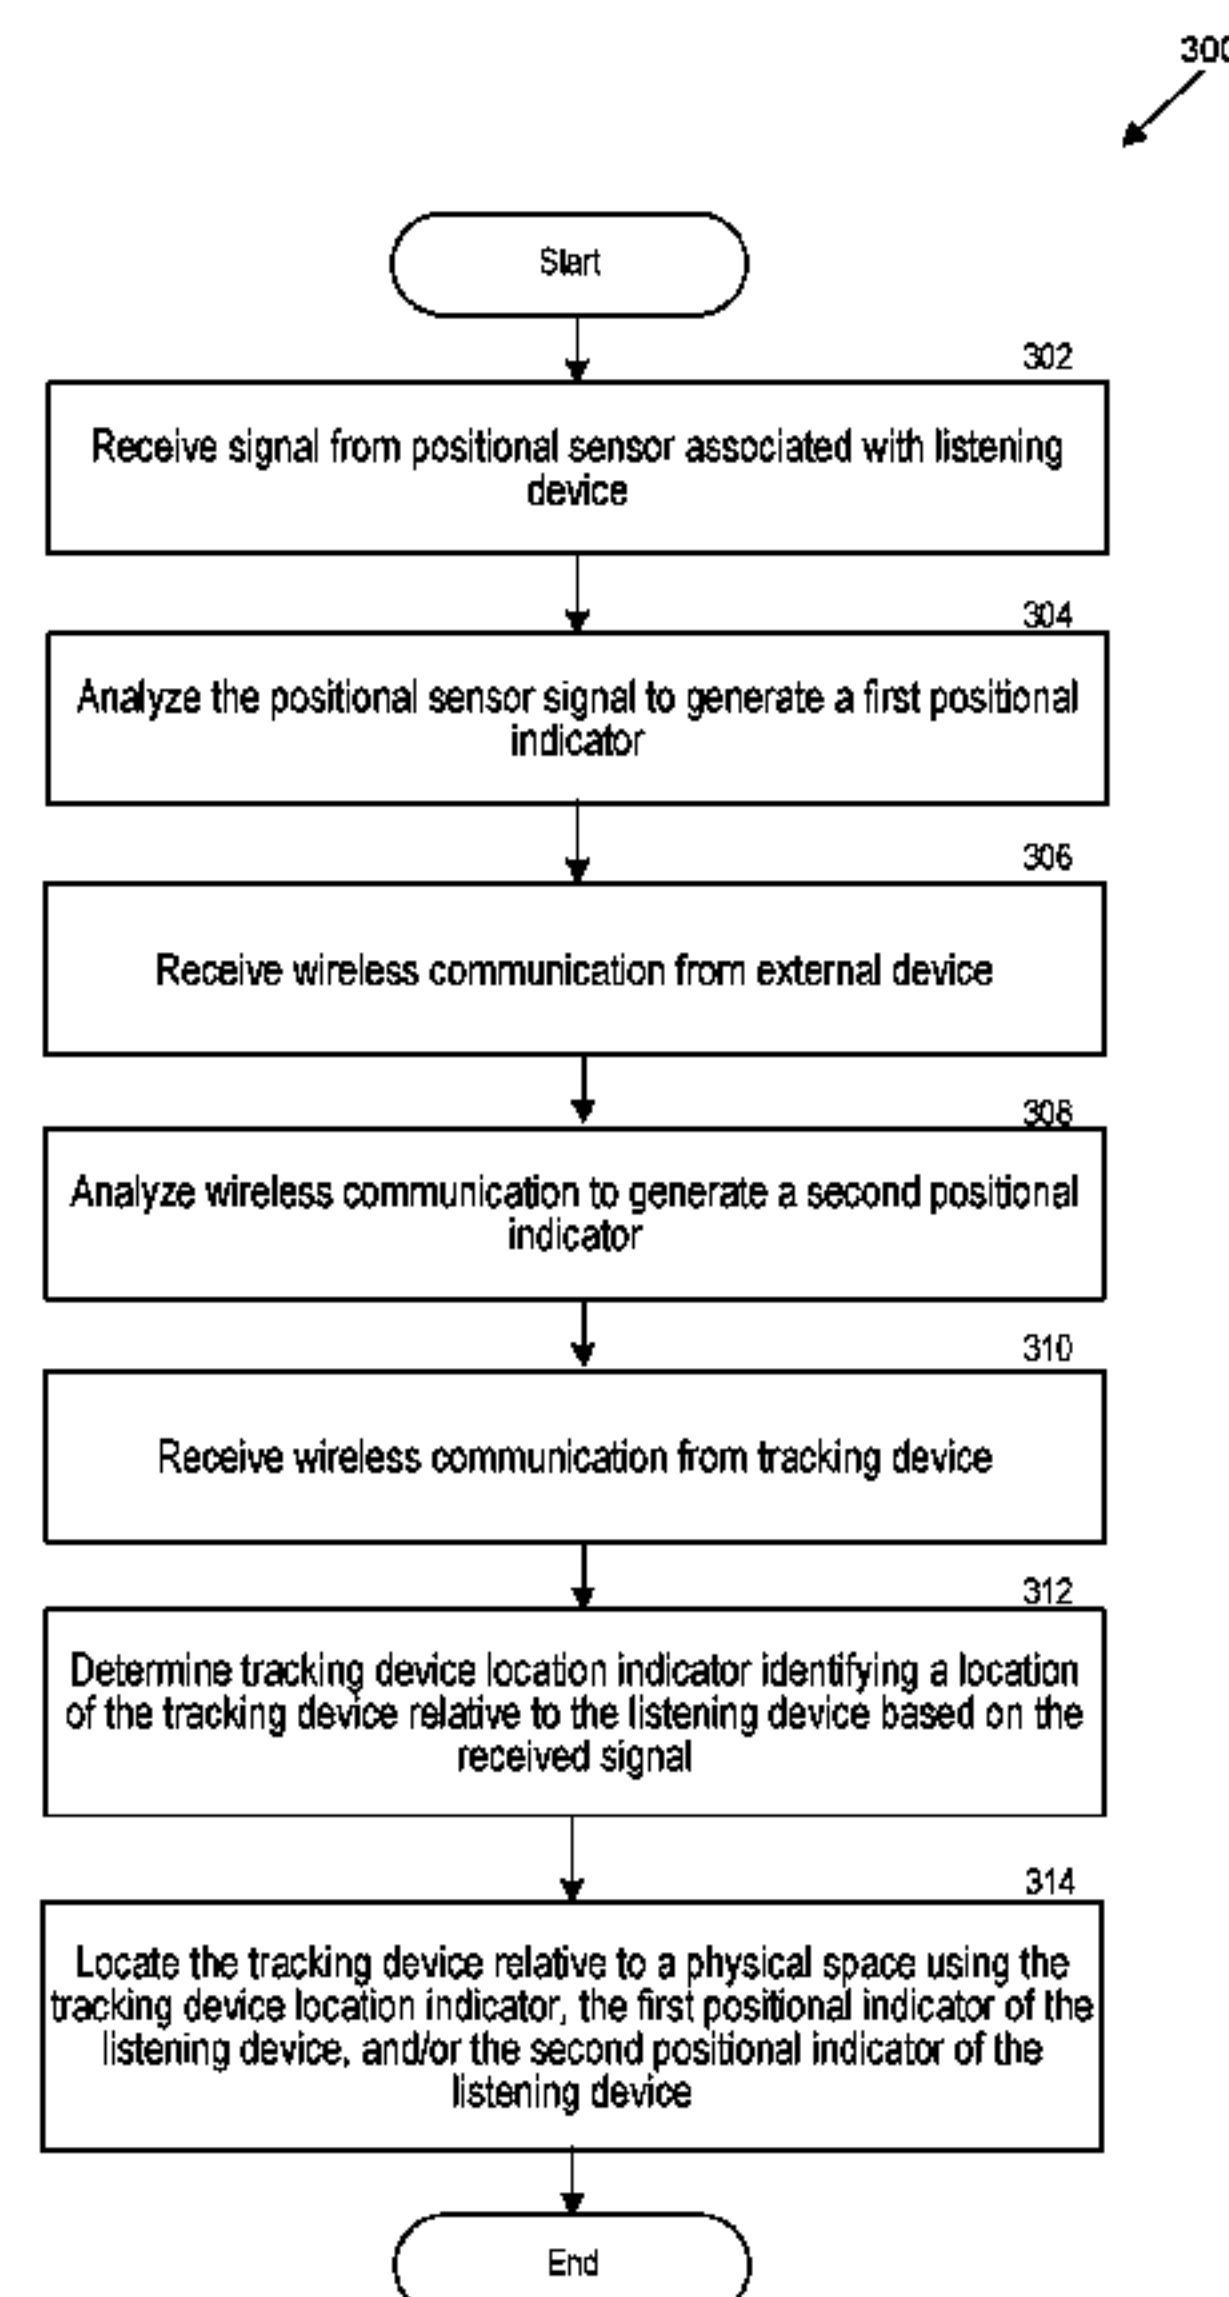 300
Start
302
Receive signal from positional sensor associated with listening
device
304
Analyze the positional sensor signal to generate a first positional
indicator
306
Receive wireless communication from external device
308
Analyze wireless communication to generate a second positional
indicator
310
Receive wireless communication from tracking device
312
Determine tracking device location indicator identifying a location
of the tracking device relative to the listening device based on the
received signal
314
Locate the tracking device relative to a physical space using the
tracking device location indicator, the first positional indicator of the
listening device, and/or the second positional indicator of the
listening device
End